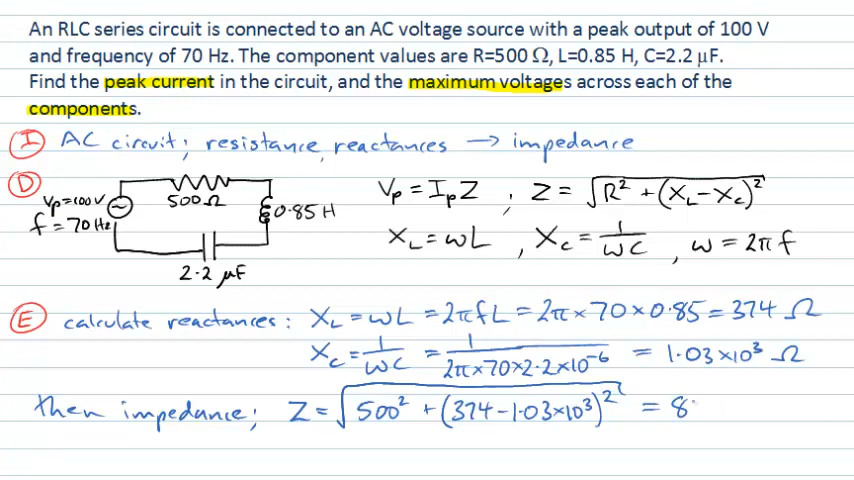 An RLC series circuit is connected to an AC voltage source with a peak output of 100 V
and frequency of 70 Hz. The component values are R=500 Ω, L=0.85 H, C=2.2 μF.
Find the peak current in the circuit, and the maximum voltages across each of the
components.
I AC circuit; resistance, reactances → impedance
D
Vp=100V
f = 70Hz
500Ω
0.85 H
2.2 μF
Vp = IpZ ; Z = √(R² + (XL-Xc)²)
XL = ωL , Xc = 1/ωC , ω = 2πf
E calculate reactances: XL = ωL = 2πfL = 2π×70×0.85 = 374 Ω
Xc = 1/ωC = 1/(2π×70×2.2×10⁻⁶) = 1.03×10³ Ω
then impedance; Z = √(500² + (374-1.03×10³)²) = 8